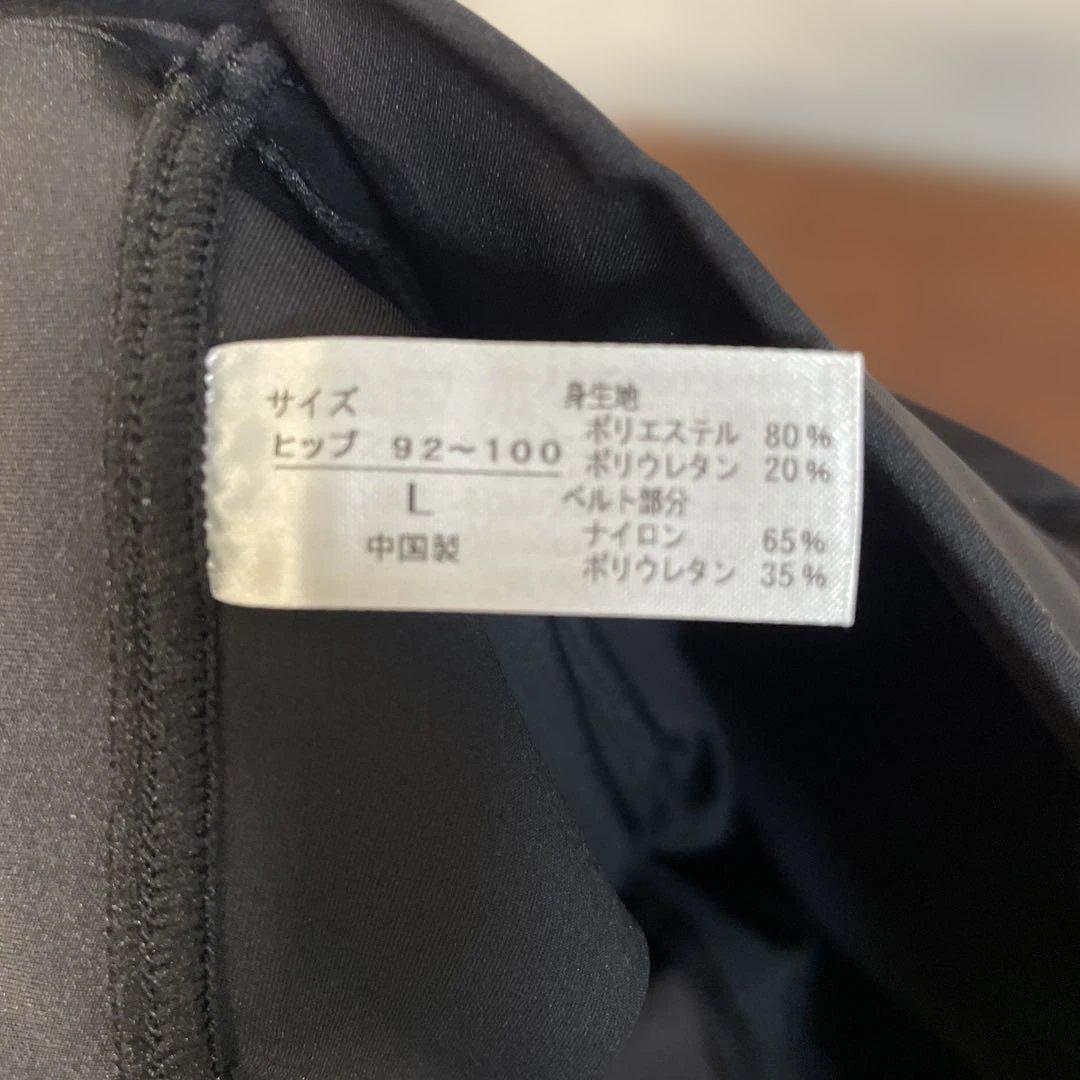 サイズ
ヒップ 92～100
L
中国製
身生地
ポリエステル 80%
ポリウレタン 20%
ベルト部分
ナイロン 65%
ポリウレタン 35%